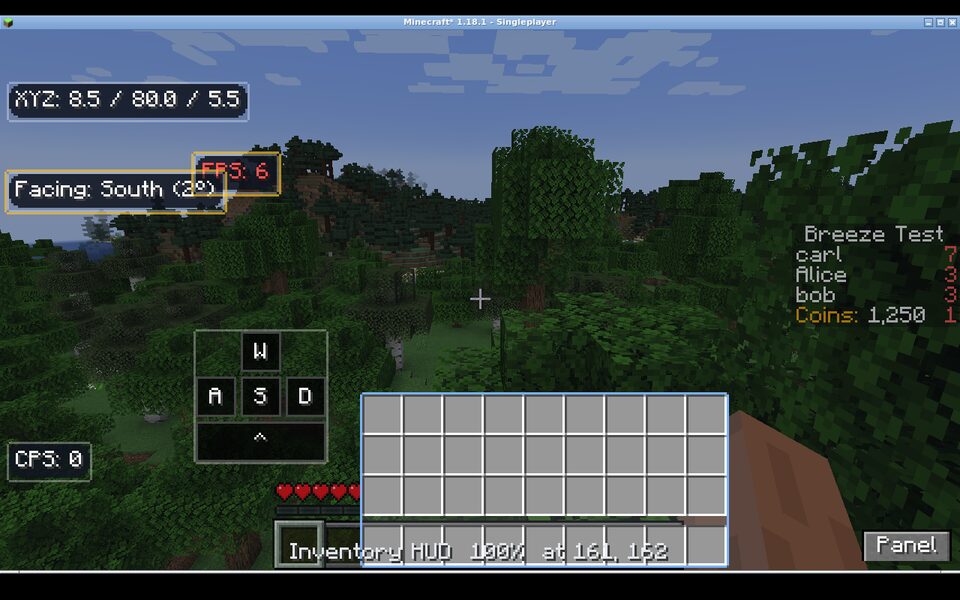 Minecraft* 1.18.1 - Singleplayer
XYZ: 8.5 / 80.0 / 5.5
FPS: 6
Facing: South (2º)
Breeze Test
carl 7
Alice 3
bob 3
Coins: 1,250 1
W
A S D
^
CPS: 0
Inventory HUD 100% at 161, 162
Panel